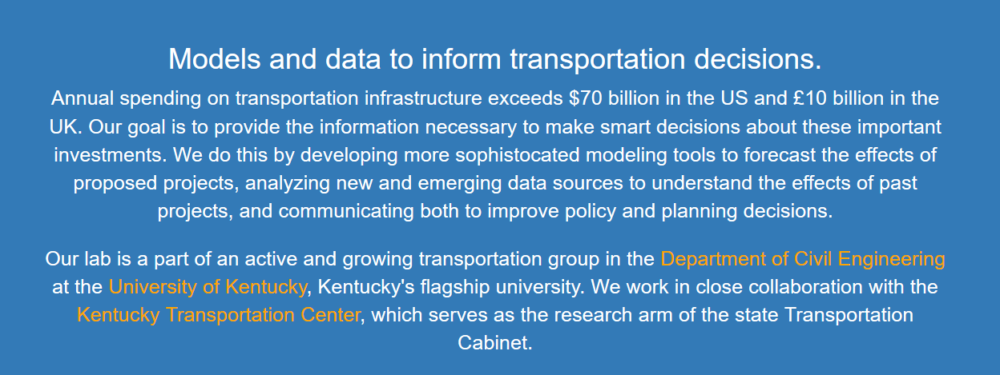 Models and data to inform transportation decisions.
Annual spending on transportation infrastructure exceeds $70 billion in the US and £10 billion in the
UK. Our goal is to provide the information necessary to make smart decisions about these important
investments. We do this by developing more sophistocated modeling tools to forecast the effects of
proposed projects, analyzing new and emerging data sources to understand the effects of past
projects, and communicating both to improve policy and planning decisions.
Our lab is a part of an active and growing transportation group in the Department of Civil Engineering
at the University of Kentucky, Kentucky's flagship university. We work in close collaboration with the
Kentucky Transportation Center, which serves as the research arm of the state Transportation
Cabinet.